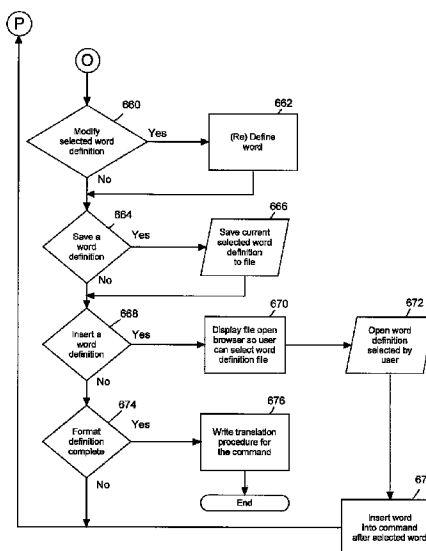 P
O
660
Modify
selected word
definition
Yes
662
(Re) Define
word
No
664
Save a
word
definition
Yes
666
Save current
selected word
definition
to file
No
668
Insert a
word
definition
Yes
670
Display file open
browser so user
can select word
definition file
672
Open word
definition
selected by
user
No
674
Format
definition
complete
Yes
676
Write translation
procedure for
the command
End
No
67
Insert word
into command
after selected word